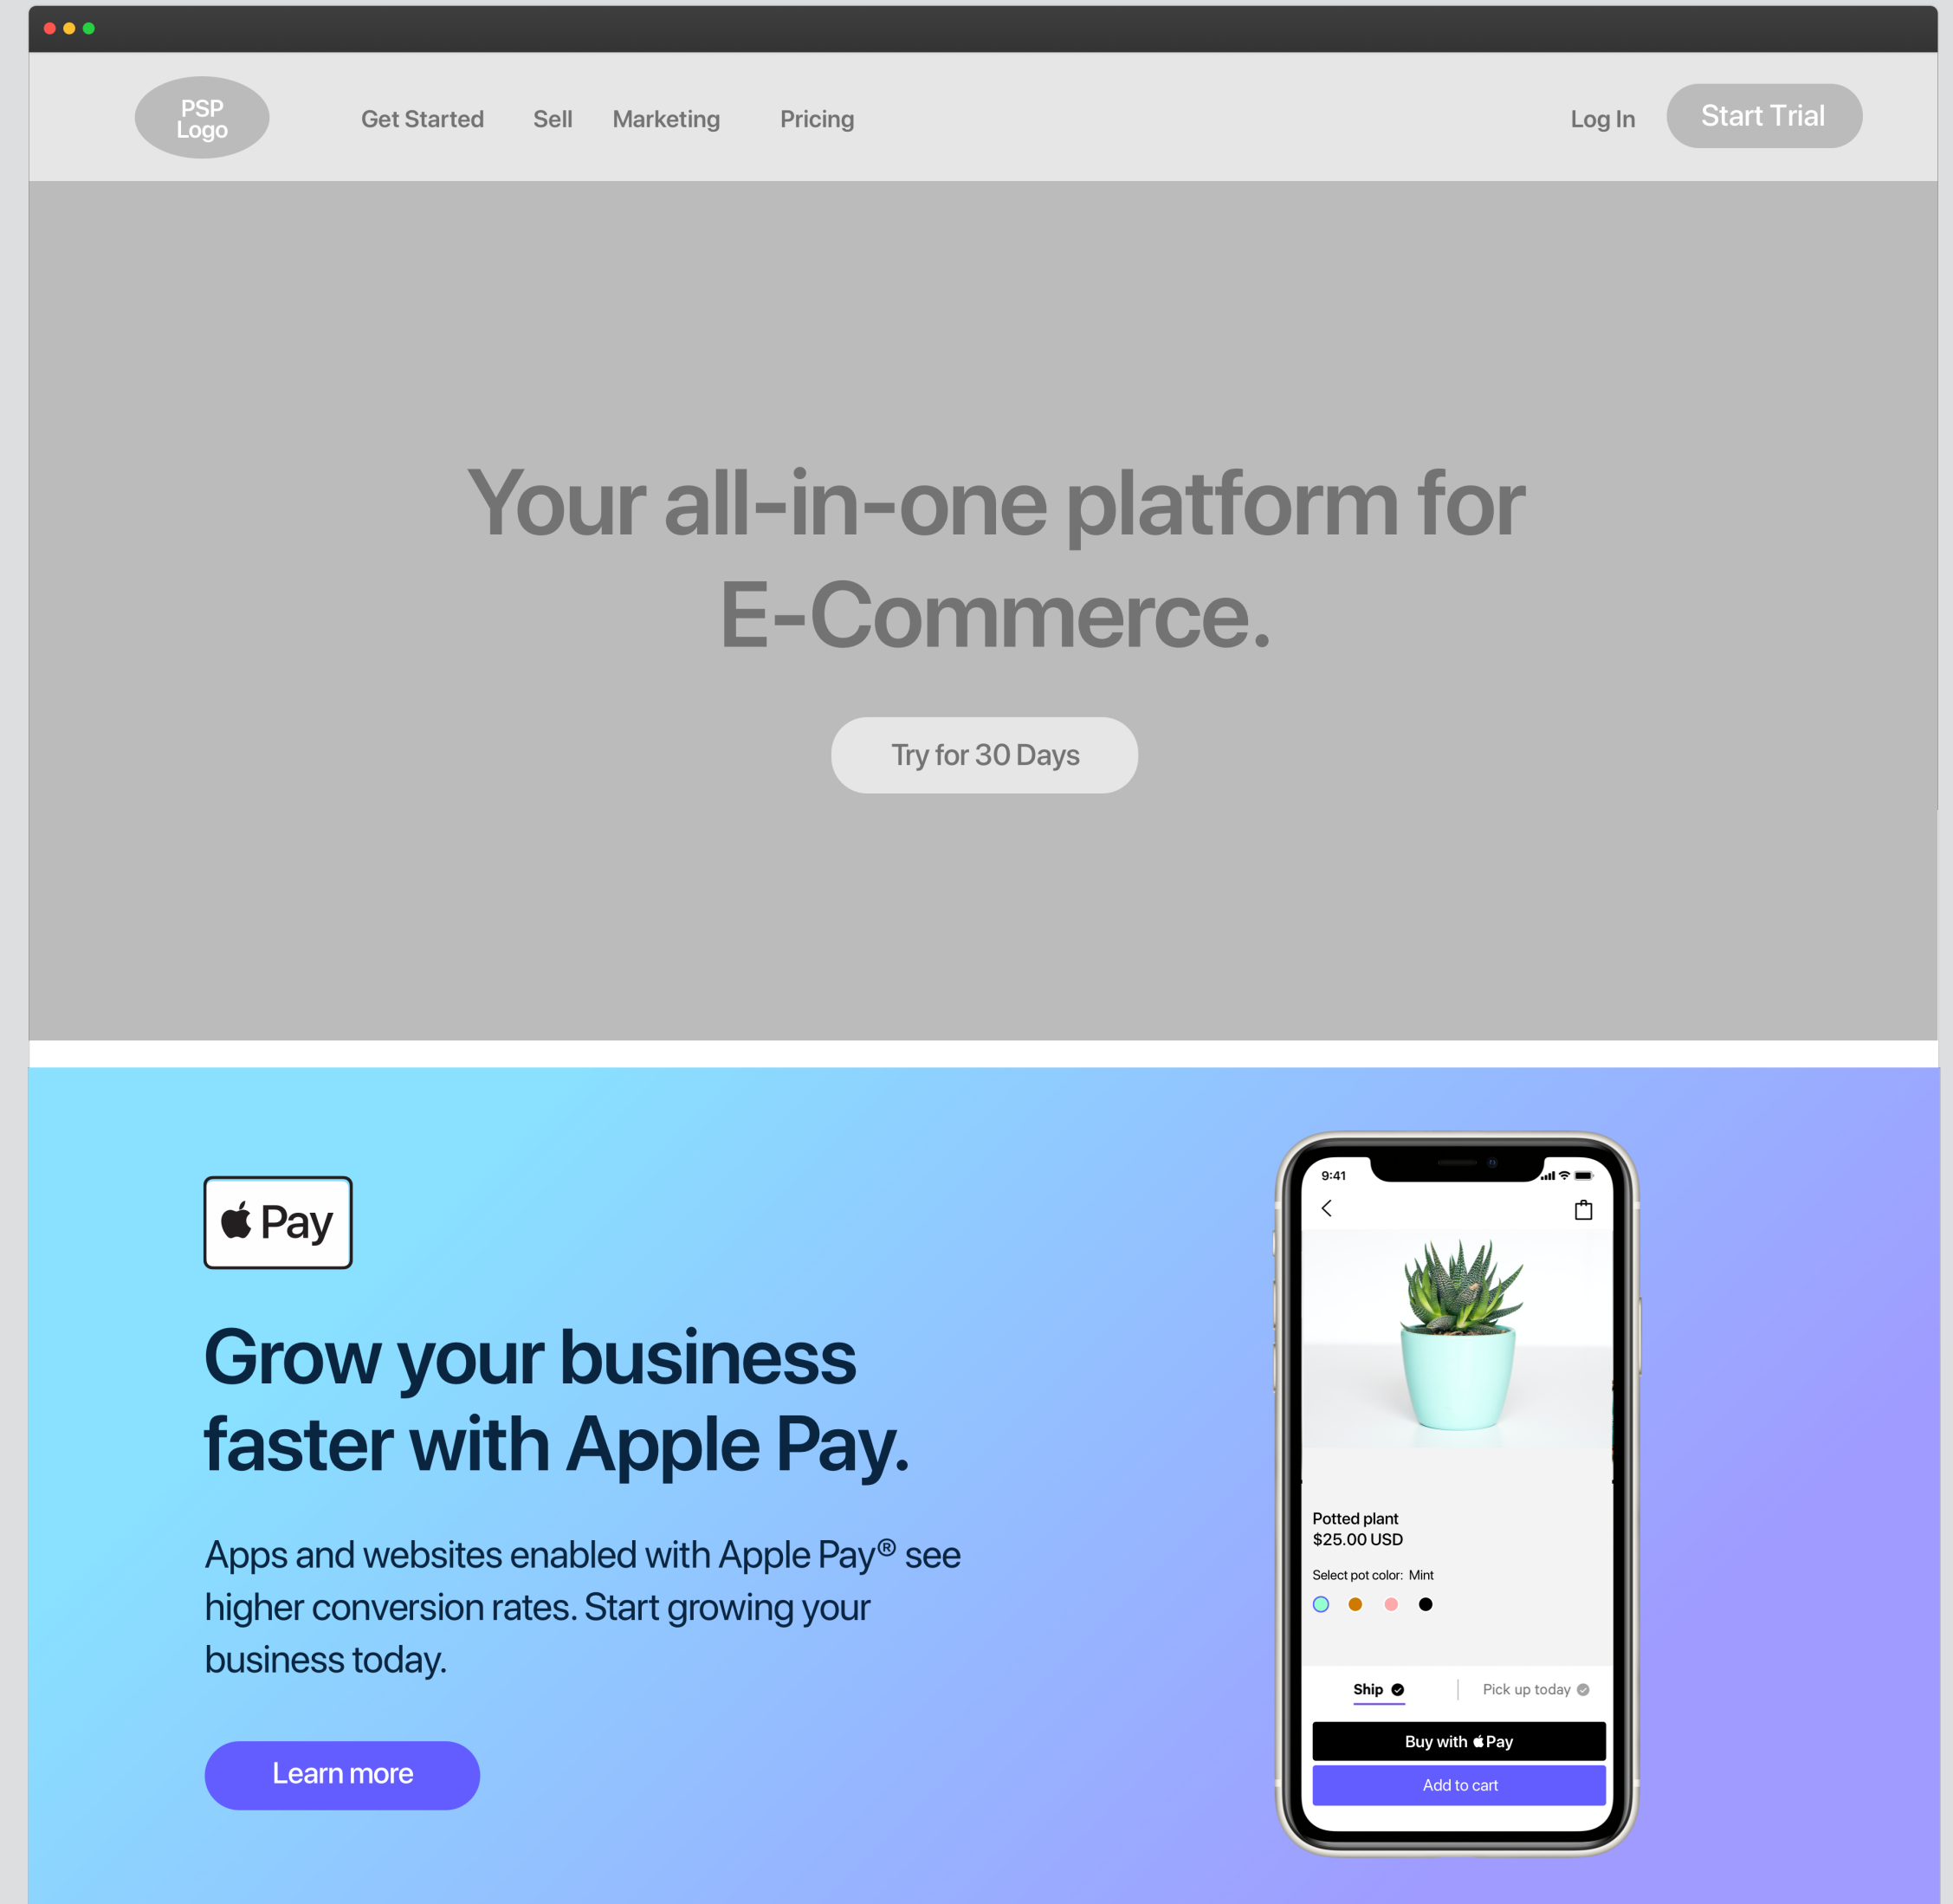 PSP
Logo
Get Started Sell Marketing Pricing
Log In Start Trial
Your all-in-one platform for
E-Commerce.
Try for 30 Days
Pay
Grow your business
faster with Apple Pay.
Apps and websites enabled with Apple Pay® see
higher conversion rates. Start growing your
business today.
Learn more
9:41
Potted plant
$25.00 USD
Select pot color: Mint
Ship Pick up today
Buy with Pay
Add to cart